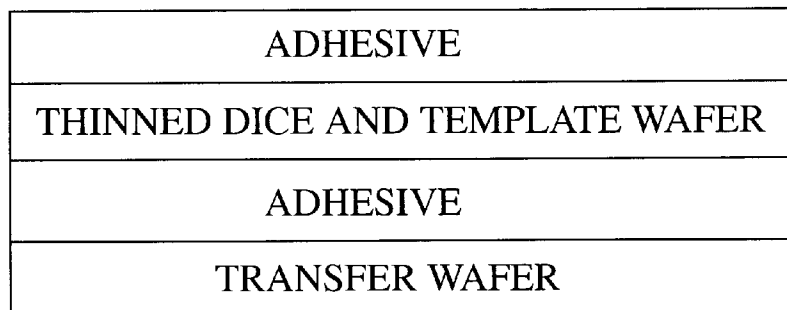 ADHESIVE
THINNED DICE AND TEMPLATE WAFER
ADHESIVE
TRANSFER WAFER